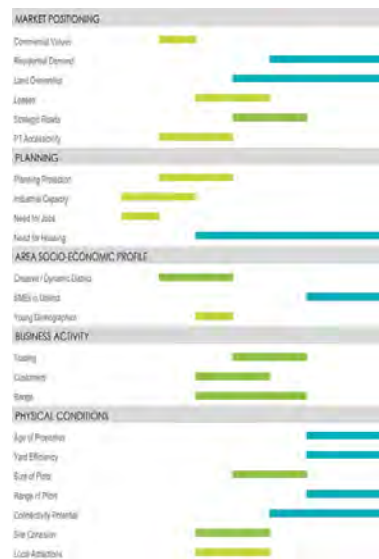 MARKET POSITIONING
Commercial Values
Residential Demand
Land Ownership
Leases
Strategic Roads
PT Accessibility
PLANNING
Planning Protection
Industrial Capacity
Need for Jobs
Need for Housing
AREA SOCIO-ECONOMIC PROFILE
Creative / Dynamic District
SMEs in District
Young Demographics
BUSINESS ACTIVITY
Trading
Customers
Range
PHYSICAL CONDITIONS
Age of Properties
Yard Efficiency
Size of Plots
Range of Plots
Connectivity Potential
Site Cohesion
Local Attractions